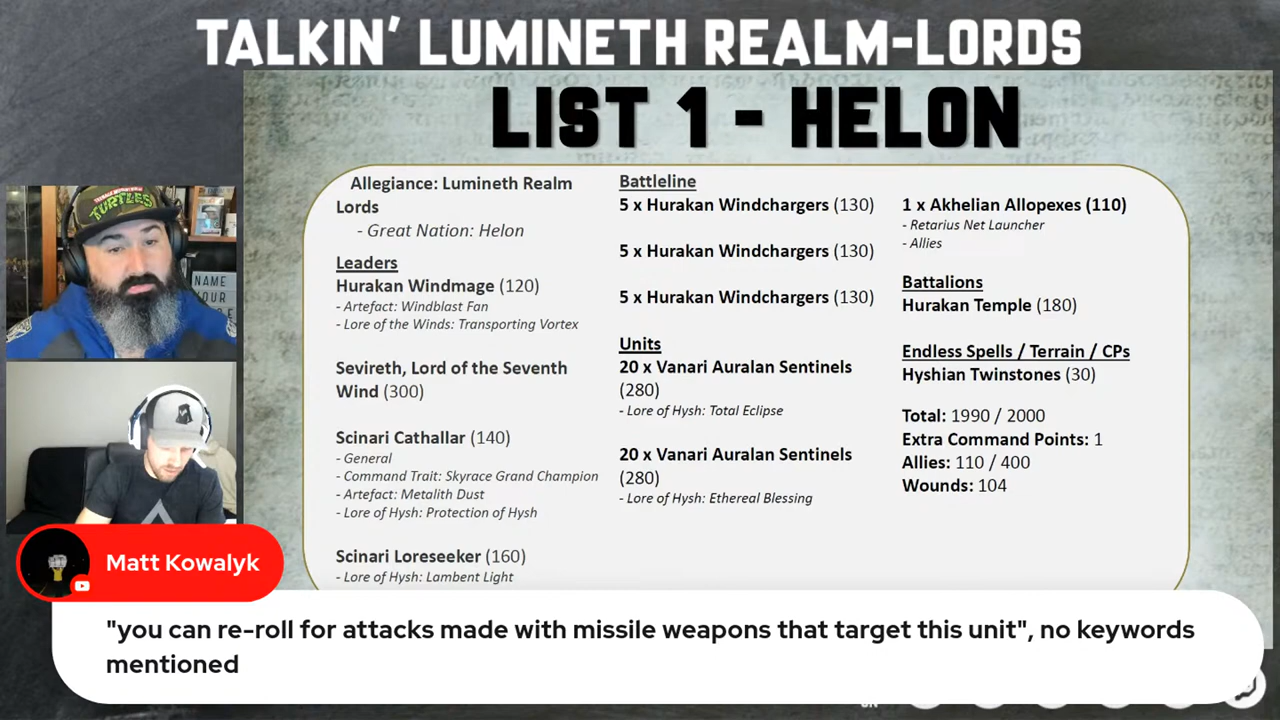 TALKIN' LUMINETH REALM-LORDS
LIST 1 - HELON
Allegiance: Lumineth Realm
Lords
- Great Nation: Helon
Leaders
Hurakan Windmage (120)
- Artefact: Windblast Fan
- Lore of the Winds: Transporting Vortex
Sevireth, Lord of the Seventh
Wind (300)
Scinari Cathallar (140)
- General
- Command Trait: Skyrace Grand Champion
- Artefact: Metalith Dust
- Lore of Hysh: Protection of Hysh
Scinari Loreseeker (160)
- Lore of Hysh: Lambent Light
Battleline
5 x Hurakan Windchargers (130)
5 x Hurakan Windchargers (130)
5 x Hurakan Windchargers (130)
Units
20 x Vanari Auralan Sentinels
(280)
- Lore of Hysh: Total Eclipse
20 x Vanari Auralan Sentinels
(280)
- Lore of Hysh: Ethereal Blessing
1 x Akhelian Allopexes (110)
- Retarius Net Launcher
- Allies
Battalions
Hurakan Temple (180)
Endless Spells / Terrain / CPs
Hyshian Twinstones (30)
Total: 1990 / 2000
Extra Command Points: 1
Allies: 110 / 400
Wounds: 104
TURTLES
NAME
YOUR
Matt Kowalyk
"you can re-roll for attacks made with missile weapons that target this unit", no keywords
mentioned